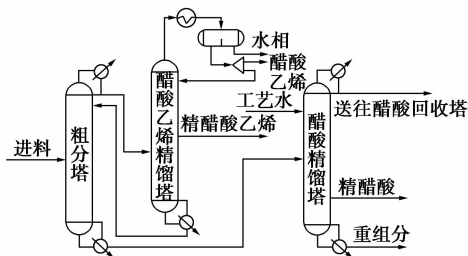 进料
粗分塔
醋酸乙烯精馏塔
水相
醋酸
乙烯
工艺水
精醋酸乙烯
醋酸精馏塔
送往醋酸回收塔
精醋酸
重组分